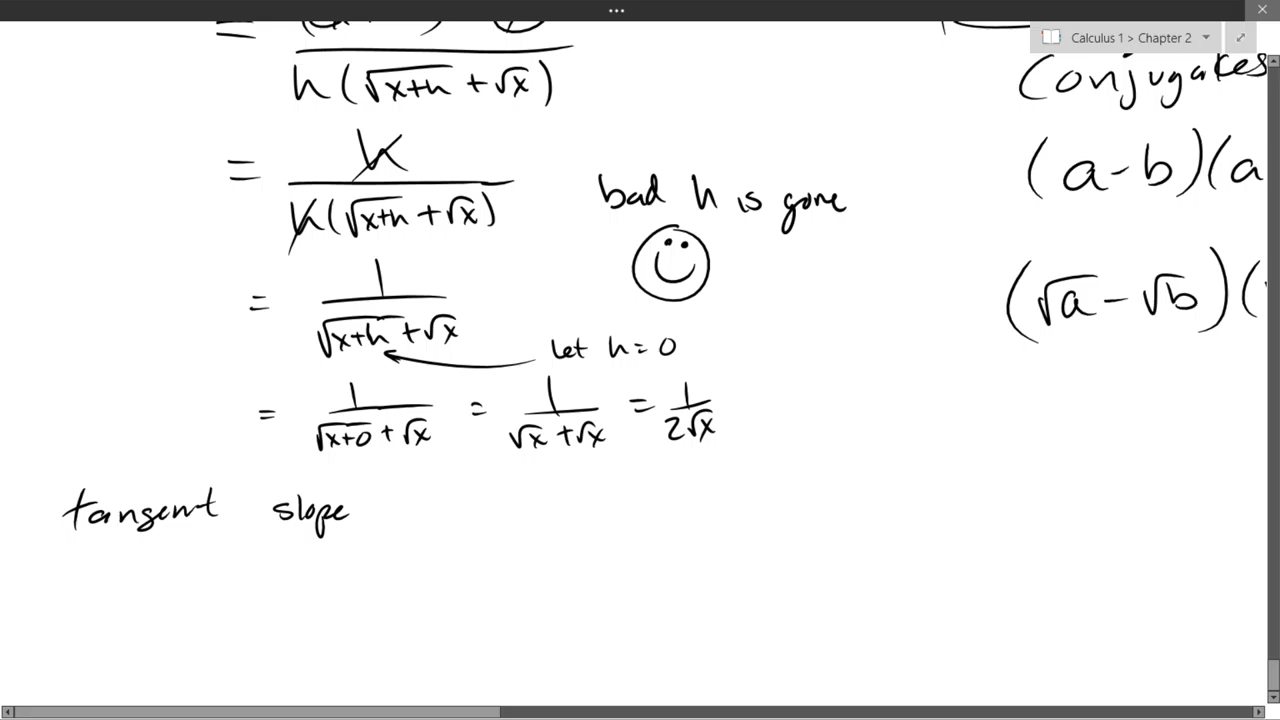 Calculus 1 > Chapter 2
h(√x+h + √x)
= h / h(√x+h + √x)
bad h is gone
= 1 / √x+h + √x
let h = 0
= 1 / √x+0 + √x = 1 / √x + √x = 1 / 2√x
tangent slope
(conjugates
(a-b)(a
(√a - √b)(